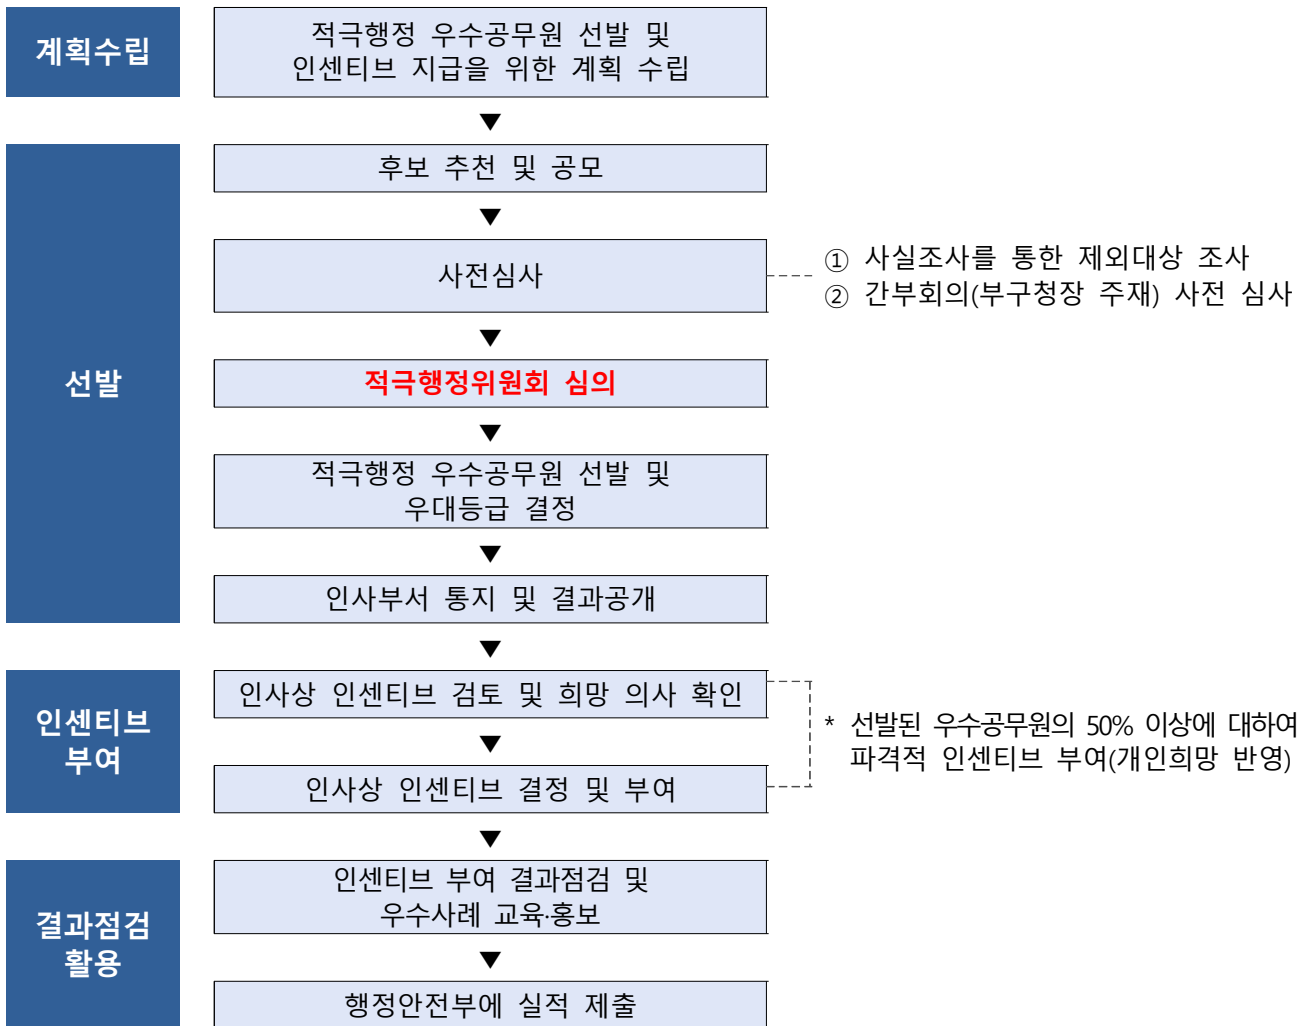 계획수립
적극행정 우수공무원 선발 및
인센티브 지급을 위한 계획 수립
▼
선발
후보 추천 및 공모
▼
사전심사
① 사실조사를 통한 제외대상 조사
② 간부회의(부구청장 주재) 사전 심사
▼
적극행정위원회 심의
▼
적극행정 우수공무원 선발 및
우대등급 결정
▼
인사부서 통지 및 결과공개
▼
인센티브
부여
인사상 인센티브 검토 및 희망 의사 확인
▼
인사상 인센티브 결정 및 부여
* 선발된 우수공무원의 50% 이상에 대하여
파격적 인센티브 부여(개인희망 반영)
▼
결과점검
활용
인센티브 부여 결과점검 및
우수사례 교육·홍보
▼
행정안전부에 실적 제출